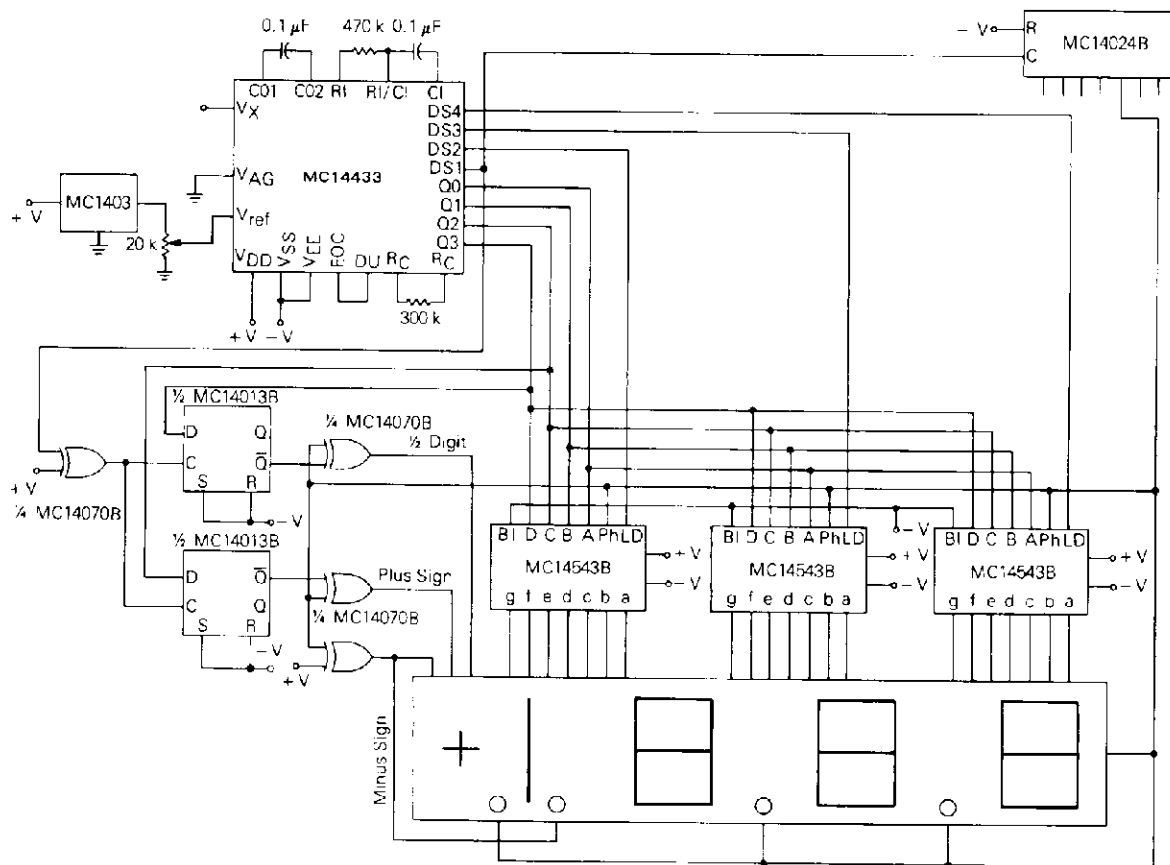 0.1 µF 470 k 0.1 µF
C01 C02 RI RI/CI CI
VX
VAG
Vref
VDD
VSS
VEE
EOC
DU
RC
RC
MC14433
DS4
DS3
DS2
DS1
Q0
Q1
Q2
Q3
300 k
+ V
− V
MC1403
+ V
20 k
− V
R
C
MC14024B
½ MC14013B
D Q
C Q̅
S R
− V
+ V
¼ MC14070B
¼ MC14070B
½ Digit
½ MC14013B
D Q̅
C Q
S R
− V
Plus Sign
¼ MC14070B
+ V
Minus Sign
BI D C B A Ph LD
MC14543B
g f e d c b a
+ V
− V
BI D C B A Ph LD
MC14543B
g f e d c b a
− V
+ V
− V
BI D C B A Ph LD
MC14543B
g f e d c b a
+ V
− V